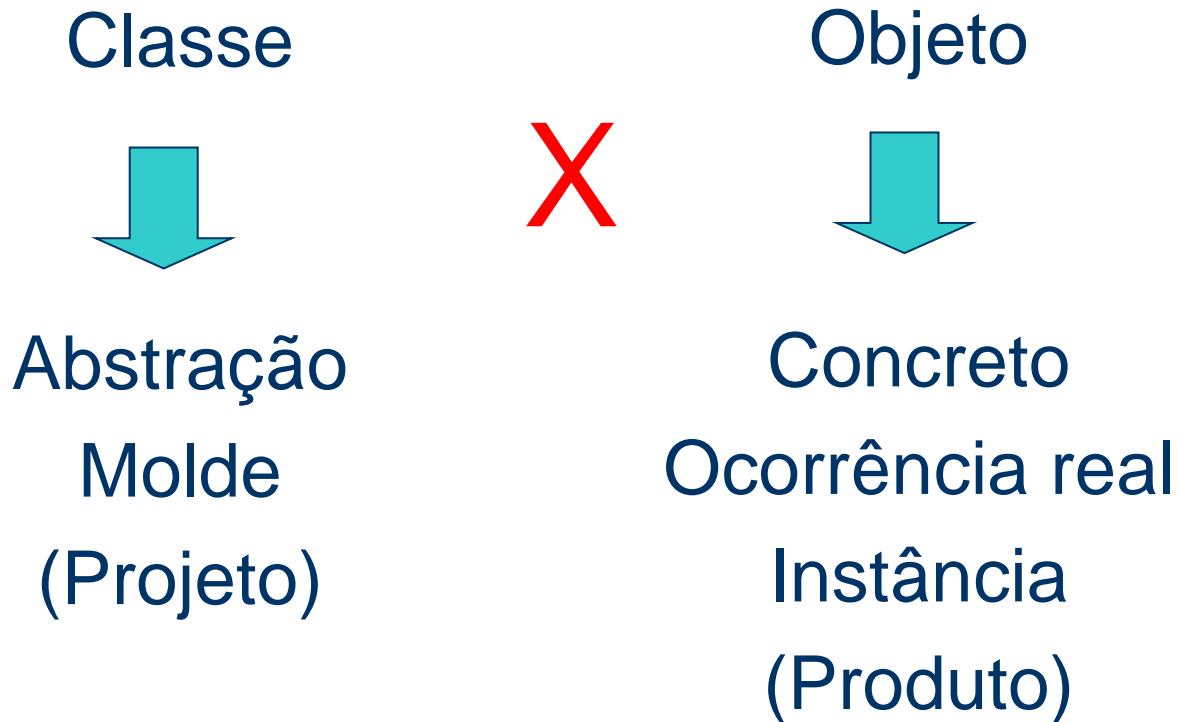 Classe
Abstração
Molde
(Projeto)
X
Objeto
Concreto
Ocorrência real
Instância
(Produto)